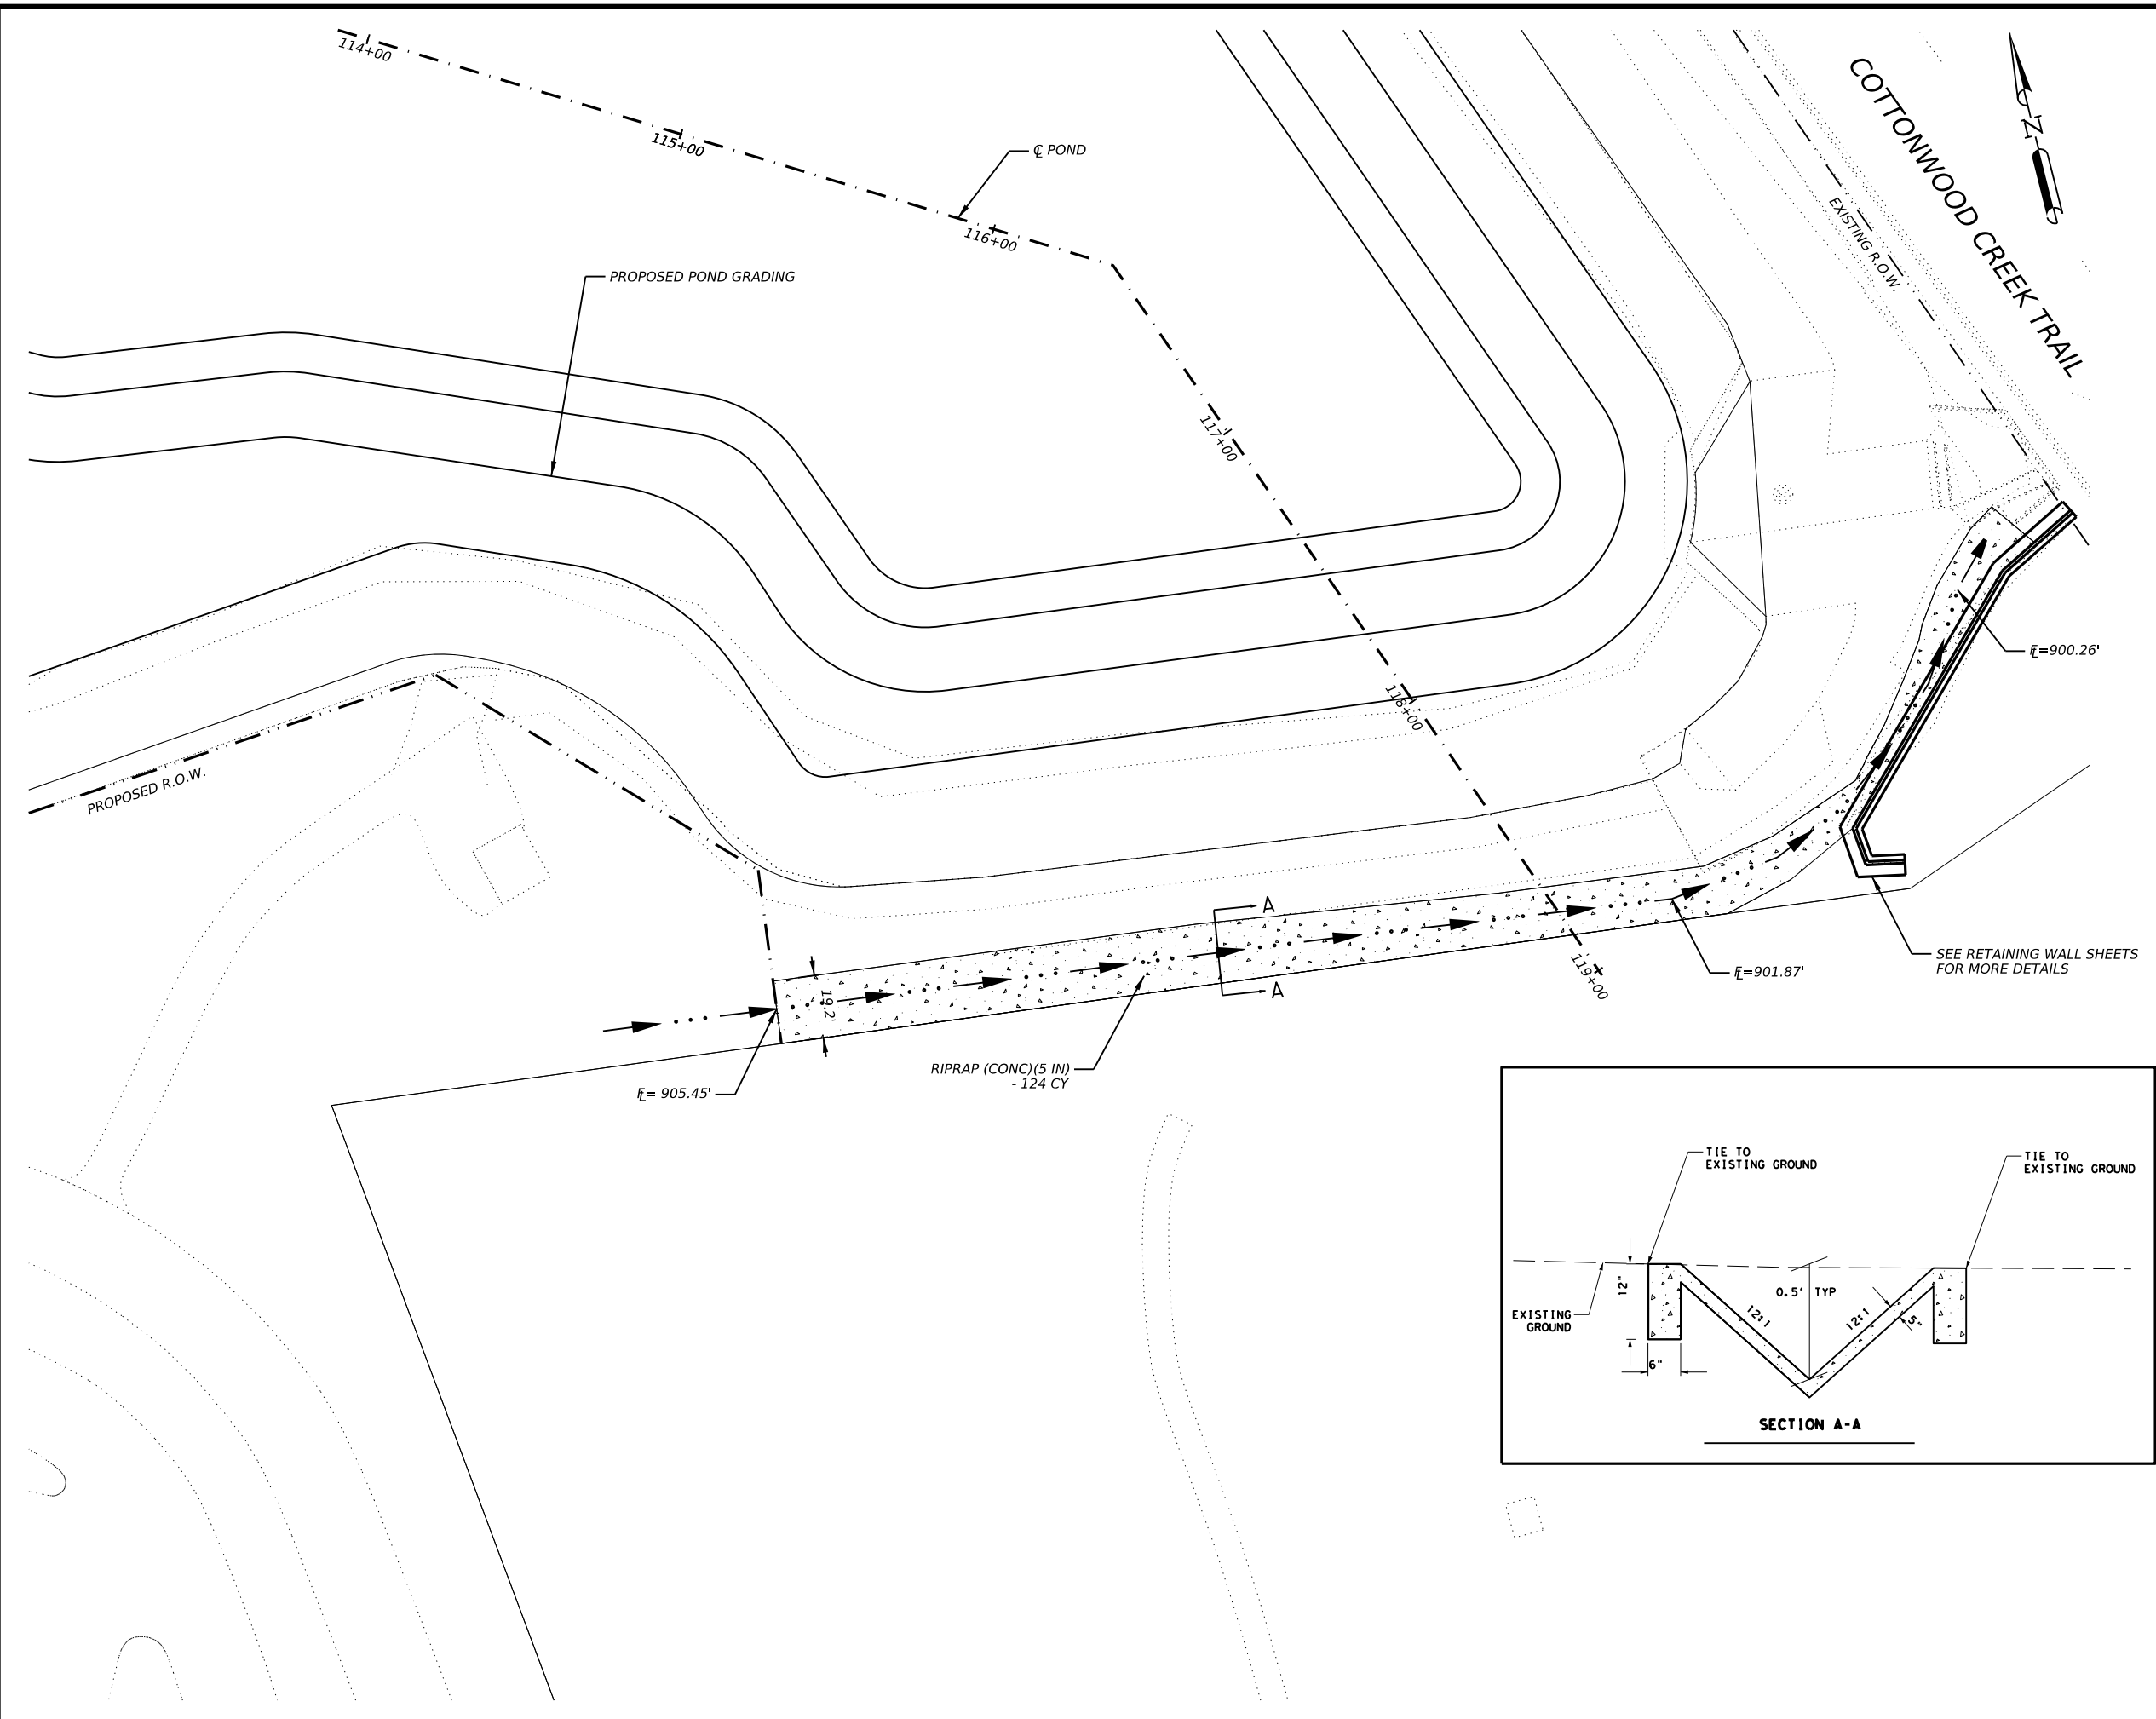 114+00
115+00
116+00
℄ POND
PROPOSED POND GRADING
117+00
118+00
119+00
COTTONWOOD CREEK TRAIL
EXISTING R.O.W.
N
PROPOSED R.O.W.
FL=900.26'
A
A
19.2'
FL=901.87'
SEE RETAINING WALL SHEETS
FOR MORE DETAILS
RIPRAP (CONC)(5 IN)
- 124 CY
FL= 905.45'
TIE TO
EXISTING GROUND
TIE TO
EXISTING GROUND
12"
0.5' TYP
EXISTING
GROUND
12:1
12:1
5"
6"
SECTION A-A